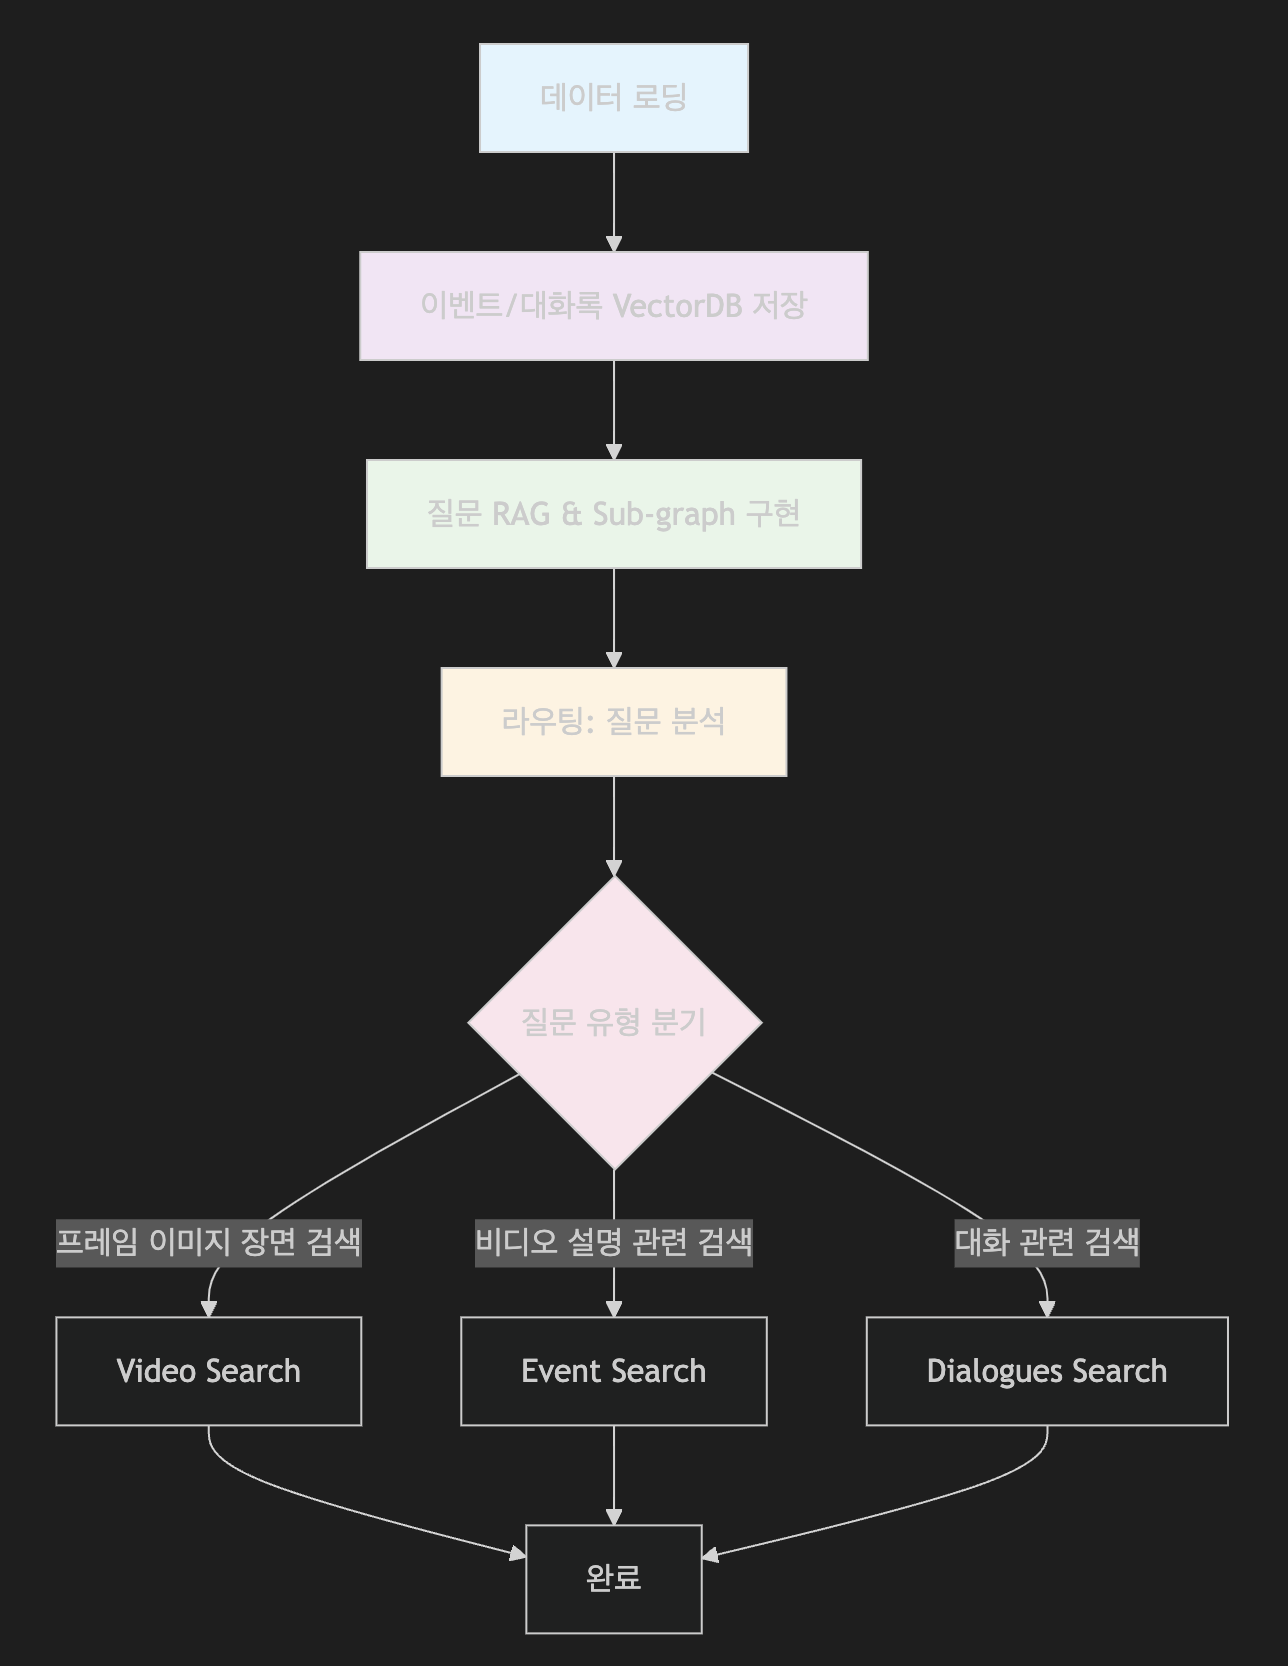 데이터 로딩
이벤트/대화록 VectorDB 저장
질문 RAG & Sub-graph 구현
라우팅: 질문 분석
질문 유형 분기
프레임 이미지 장면 검색
비디오 설명 관련 검색
대화 관련 검색
Video Search
Event Search
Dialogues Search
완료